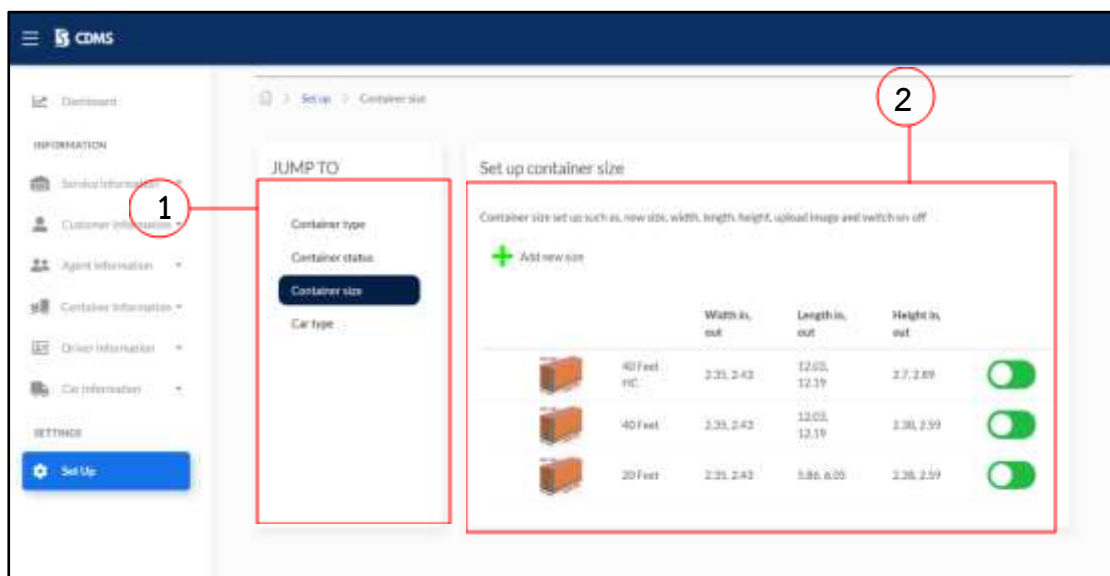 CDMS
Dashboard
Set up > Container size
2
INFORMATION
JUMP TO
Set up container size
Service Information
1
Customer Information
Container type
Container size set up such as, new size, width, length, height, upload image and switch on-off
Agent Information
Container status
Add new size
Container size
Container Information
Car type
Width in, out
Length in, out
Height in, out
Driver Information
40 Feet HC
2.35, 2.43
12.03, 12.19
2.7, 2.89
Car Information
SETTINGS
40 Feet
2.35, 2.43
12.03, 12.19
2.38, 2.59
Set Up
20 Feet
2.35, 2.43
2.38, 2.59